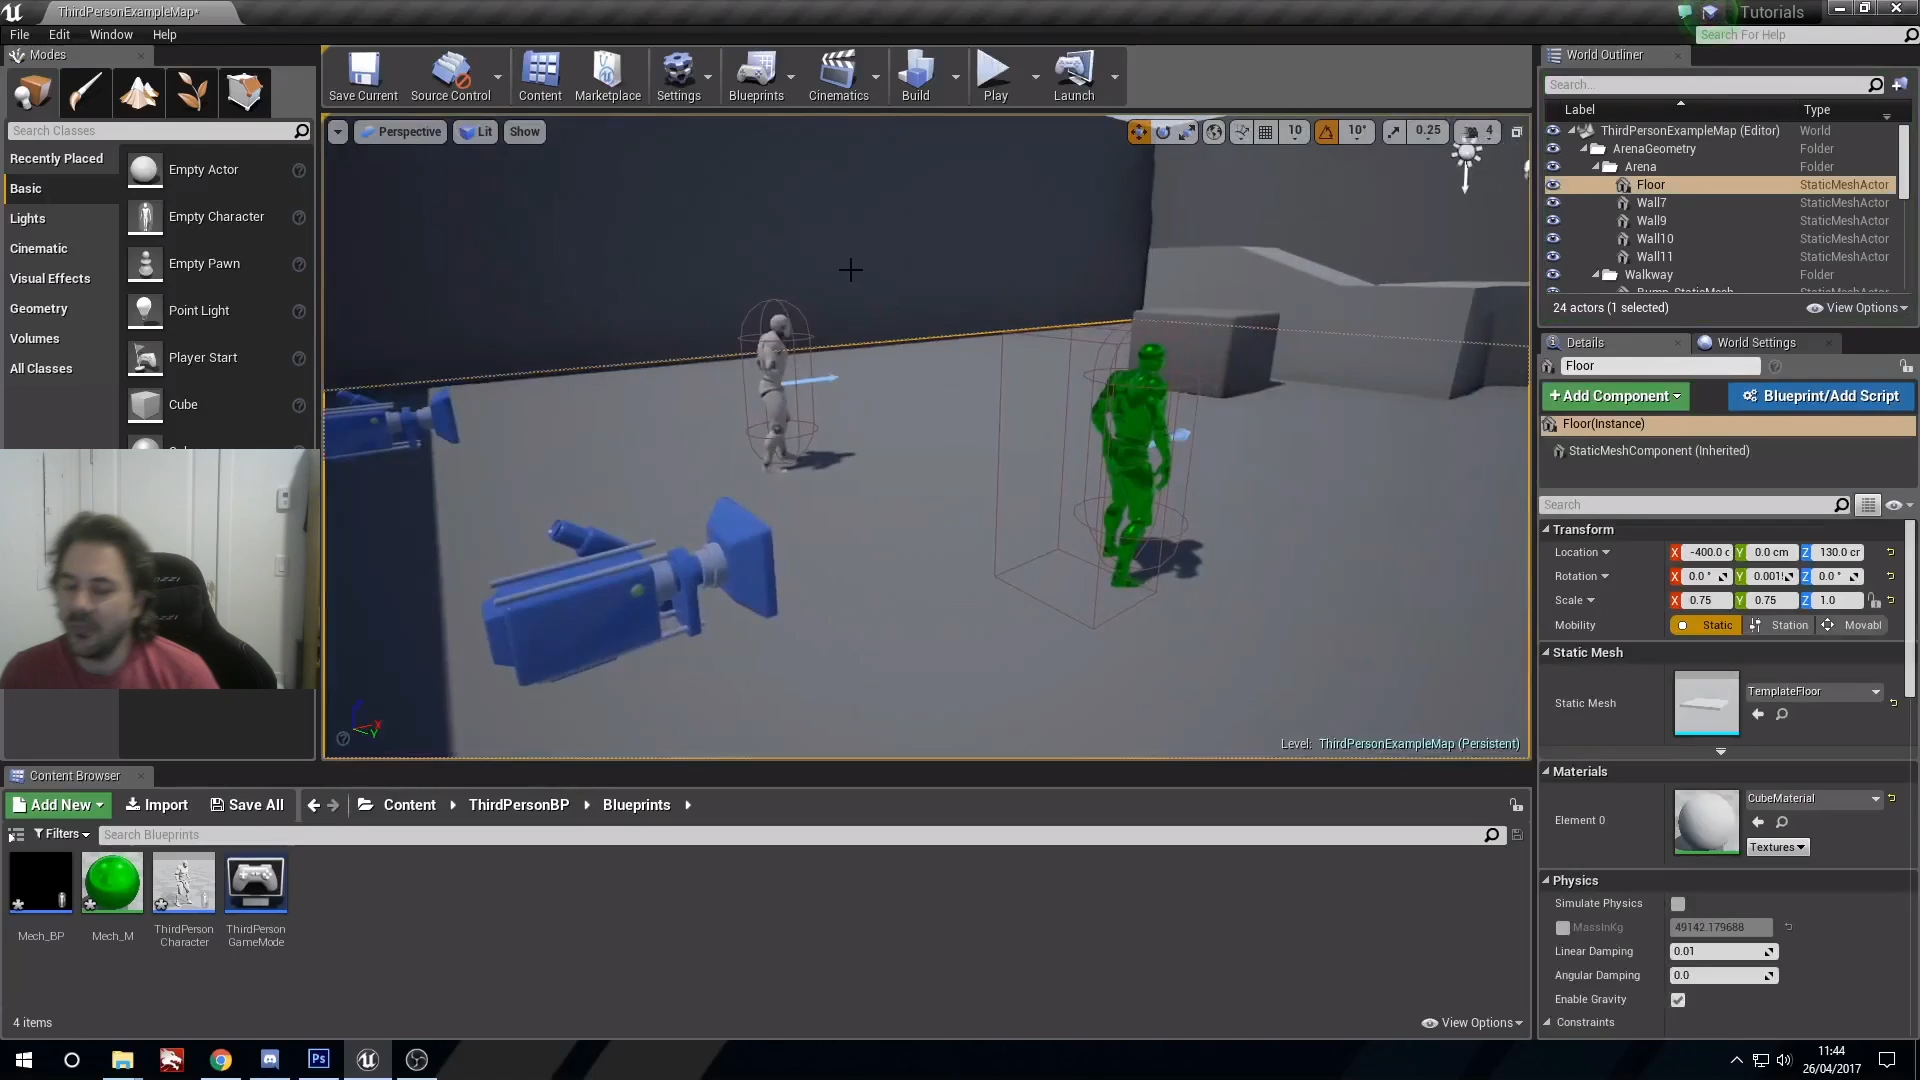 ThirdPersonExampleMap*
Tutorials
File Edit Window Help
Search For Help
Modes
Search Classes
Recently Placed
Basic
Lights
Cinematic
Visual Effects
Geometry
Volumes
All Classes
Empty Actor
Empty Character
Empty Pawn
Point Light
Player Start
Cube
Save Current
Source Control
Content
Marketplace
Settings
Blueprints
Cinematics
Build
Play
Launch
Perspective
Lit
Show
10
10°
0.25
4
X
Y
Level: ThirdPersonExampleMap (Persistent)
World Outliner
Search...
Label Type
ThirdPersonExampleMap (Editor) World
ArenaGeometry Folder
Arena Folder
Floor StaticMeshActor
Wall7 StaticMeshActor
Wall9 StaticMeshActor
Wall10 StaticMeshActor
Wall11 StaticMeshActor
Walkway Folder
24 actors (1 selected)
View Options
Details
World Settings
Floor
+Add Component
Blueprint/Add Script
Floor(Instance)
StaticMeshComponent (Inherited)
Search
Transform
Location X -400.0 c Y 0.0 cm Z 130.0 cr
Rotation X 0.0 ° Y Z 0.0 °
Scale X 0.75 Y 0.75 Z 1.0
Mobility Static Station Movabl
Static Mesh
Static Mesh TemplateFloor
Materials
Element 0 CubeMaterial
Textures
Physics
Simulate Physics
MassInKg 49142.179688
Linear Damping 0.01
Angular Damping 0.0
Enable Gravity
Constraints
Content Browser
Add New
Import
Save All
Content
ThirdPersonBP
Blueprints
Filters
Search Blueprints
Mech_BP
Mech_M
ThirdPerson
Character
ThirdPerson
GameMode
4 items
View Options
Ps
11:44
26/04/2017